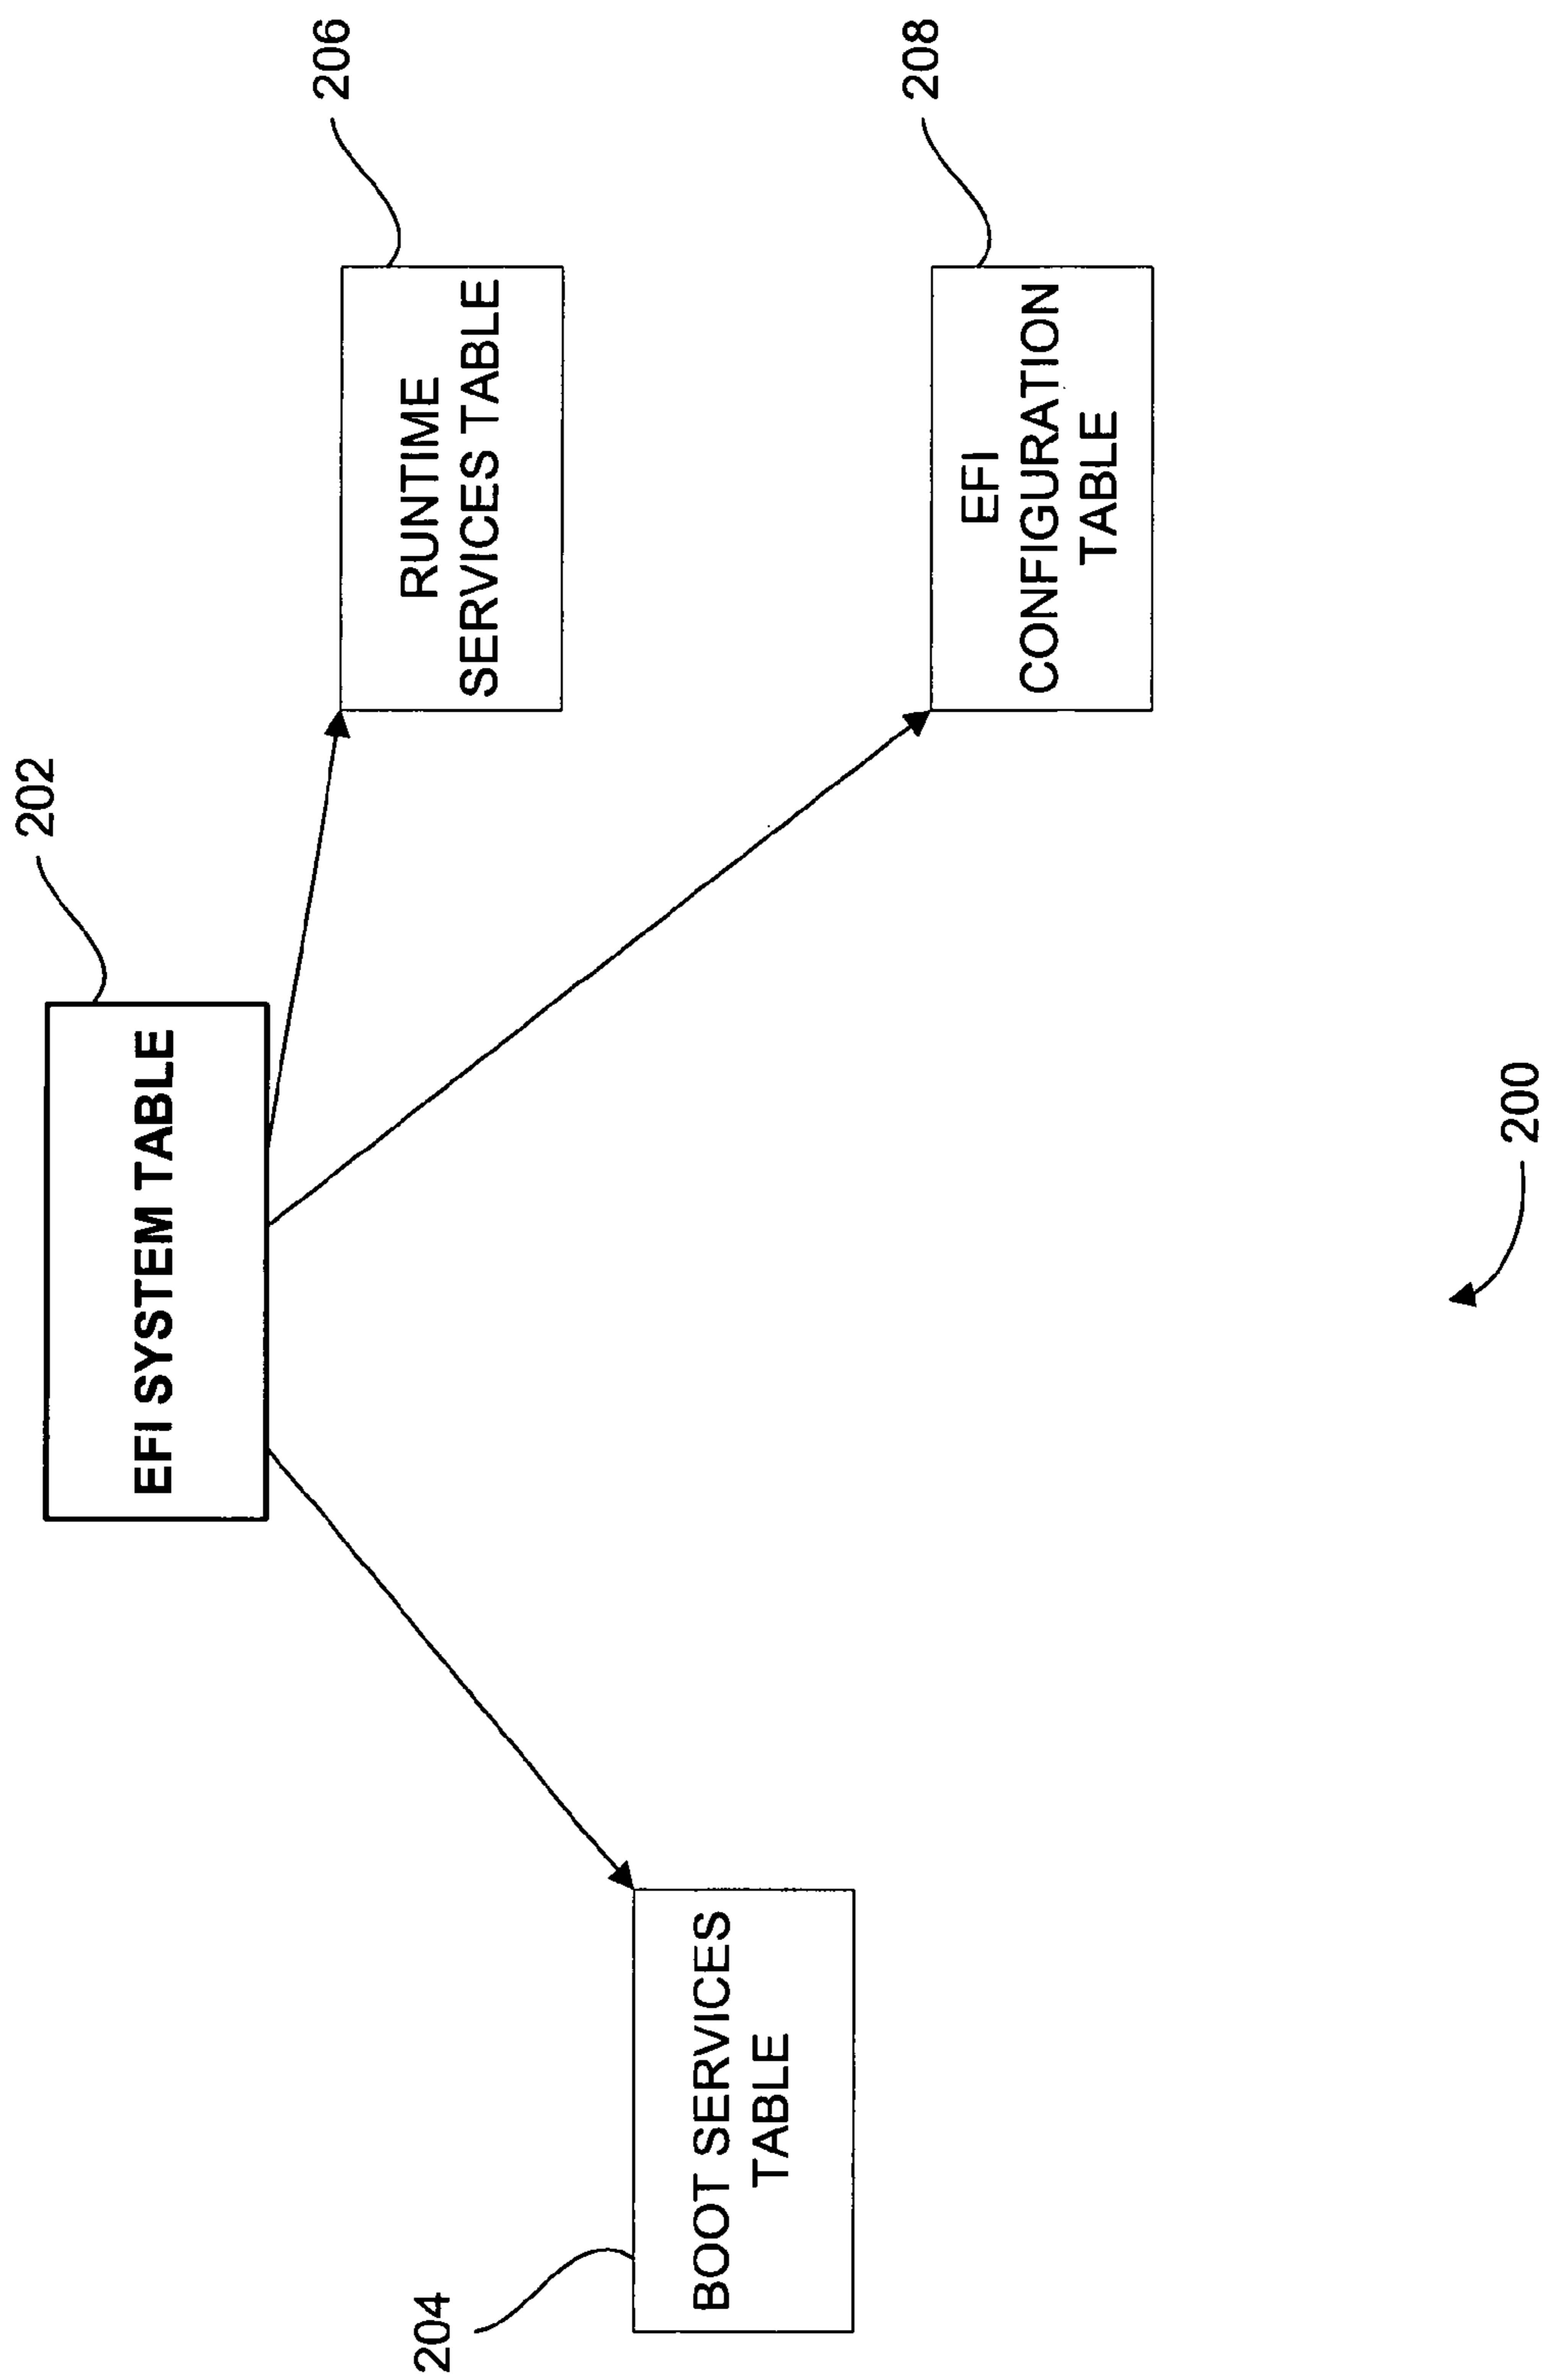 202
EFI SYSTEM TABLE
206
RUNTIME
SERVICES TABLE
204
BOOT SERVICES
TABLE
208
EFI
CONFIGURATION
TABLE
200